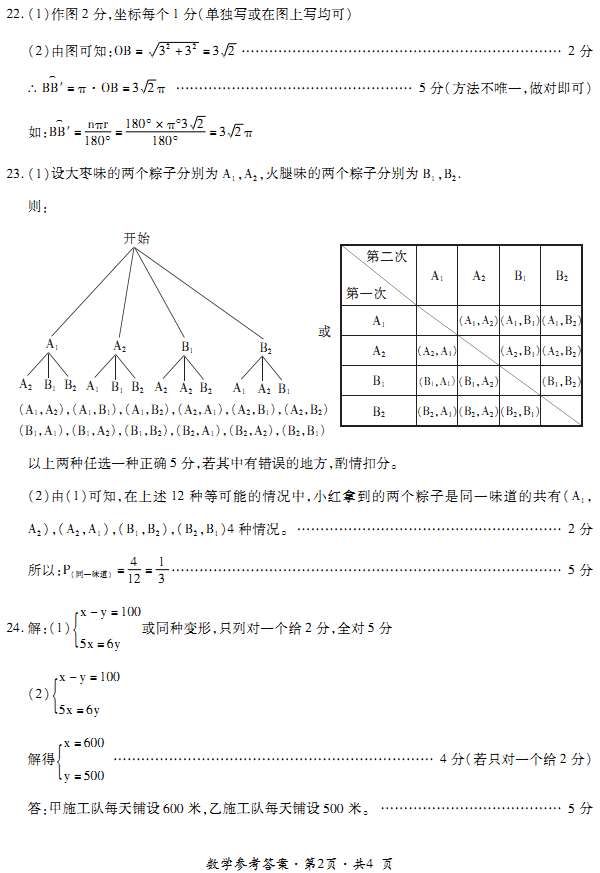 22. (1)作图2分,坐标每个1分(单独写或在图上写均可)
(2)由图可知:OB = √(3² + 3²) = 3√2 …………………………………………………………… 2 分
∴ BB′ = π · OB = 3√2 π …………………………………………… 5 分(方法不唯一,做对即可)
如:BB′ = nπr/180° = 180° × π°3√2/180° = 3√2 π
23. (1)设大枣味的两个粽子分别为 A₁,A₂,火腿味的两个粽子分别为 B₁,B₂.
则:
开始
A₁ A₂ B₁ B₂
A₂ B₁ B₂ A₁ B₁ B₂ A₂ A₂ B₂ A₁ A₂ B₁
(A₁,A₂),(A₁,B₁),(A₁,B₂),(A₂,A₁),(A₂,B₁),(A₂,B₂)
(B₁,A₁),(B₁,A₂),(B₁,B₂),(B₂,A₁),(B₂,A₂),(B₂,B₁)
或
第二次
第一次
A₁ A₂ B₁ B₂
A₁ (A₁,A₂) (A₁,B₁) (A₁,B₂)
A₂ (A₂,A₁) (A₂,B₁) (A₂,B₂)
B₁ (B₁,A₁) (B₁,A₂) (B₁,B₂)
B₂ (B₂,A₁) (B₂,A₂) (B₂,B₁)
以上两种任选一种正确5分,若其中有错误的地方,酌情扣分。
(2)由(1)可知,在上述 12 种等可能的情况中,小红拿到的两个粽子是同一味道的共有(A₁,
A₂),(A₂,A₁),(B₁,B₂),(B₂,B₁)4 种情况。 ………………………………………………… 2 分
所以:P(同一味道) = 4/12 = 1/3 ………………………………………………………………………… 5 分
24. 解:(1){x − y = 100
5x = 6y 或同种变形,只列对一个给2分,全对5分
(2){x − y = 100
5x = 6y
解得{x = 600
y = 500 …………………………………………………………… 4 分(若只对一个给2分)
答:甲施工队每天铺设600米,乙施工队每天铺设500米。 ………………………………… 5 分
数学参考答案 · 第2页 · 共4 页